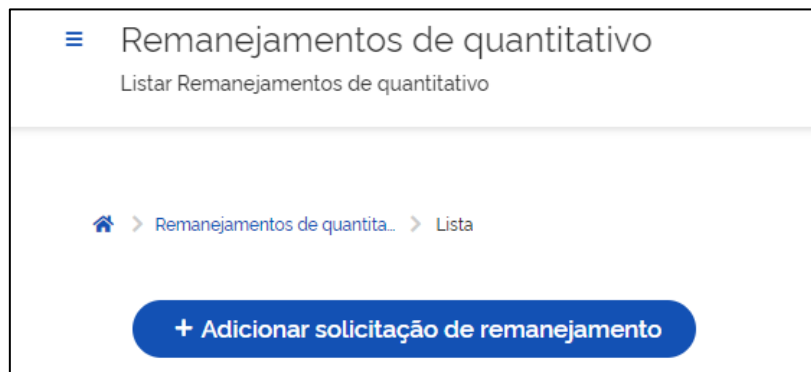 Remanejamentos de quantitativo
Listar Remanejamentos de quantitativo
Remanejamentos de quantita... > Lista
+ Adicionar solicitação de remanejamento